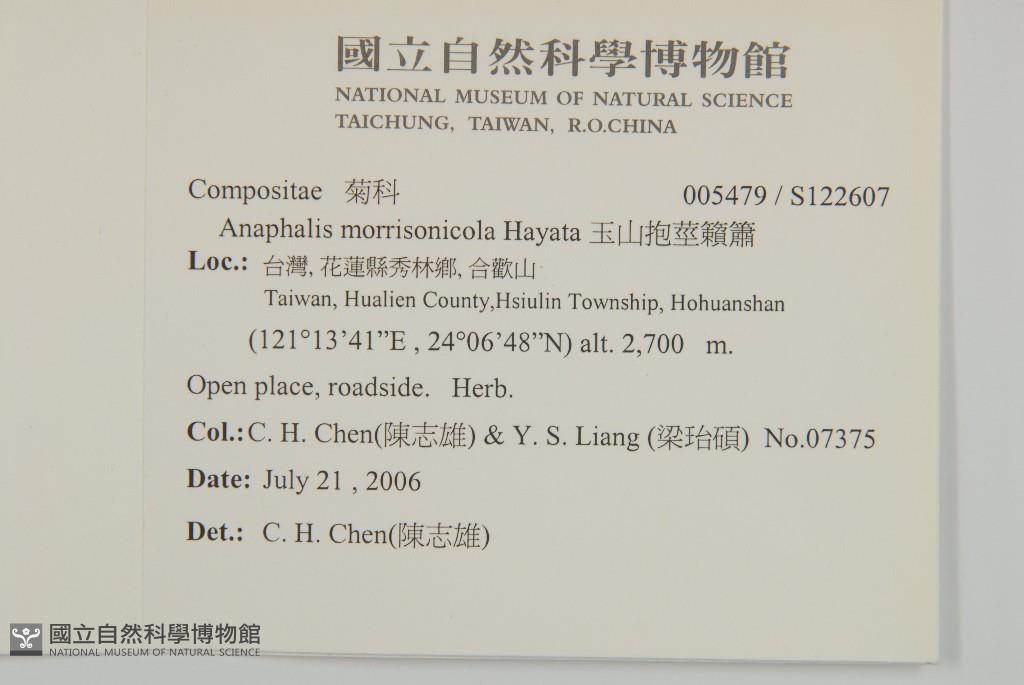 國立自然科學博物館
NATIONAL MUSEUM OF NATURAL SCIENCE
TAICHUNG, TAIWAN, R.O.CHINA
Compositae 菊科 005479 / S122607
Anaphalis morrisonicola Hayata 玉山抱莖籟簫
Loc.: 台灣, 花蓮縣秀林鄉, 合歡山
Taiwan, Hualien County,Hsiulin Township, Hohuanshan
(121°13’41”E , 24°06’48”N) alt. 2,700 m.
Open place, roadside. Herb.
Col.: C. H. Chen(陳志雄) & Y. S. Liang (梁珆碩) No.07375
Date: July 21 , 2006
Det.: C. H. Chen(陳志雄)
國立自然科學博物館
NATIONAL MUSEUM OF NATURAL SCIENCE